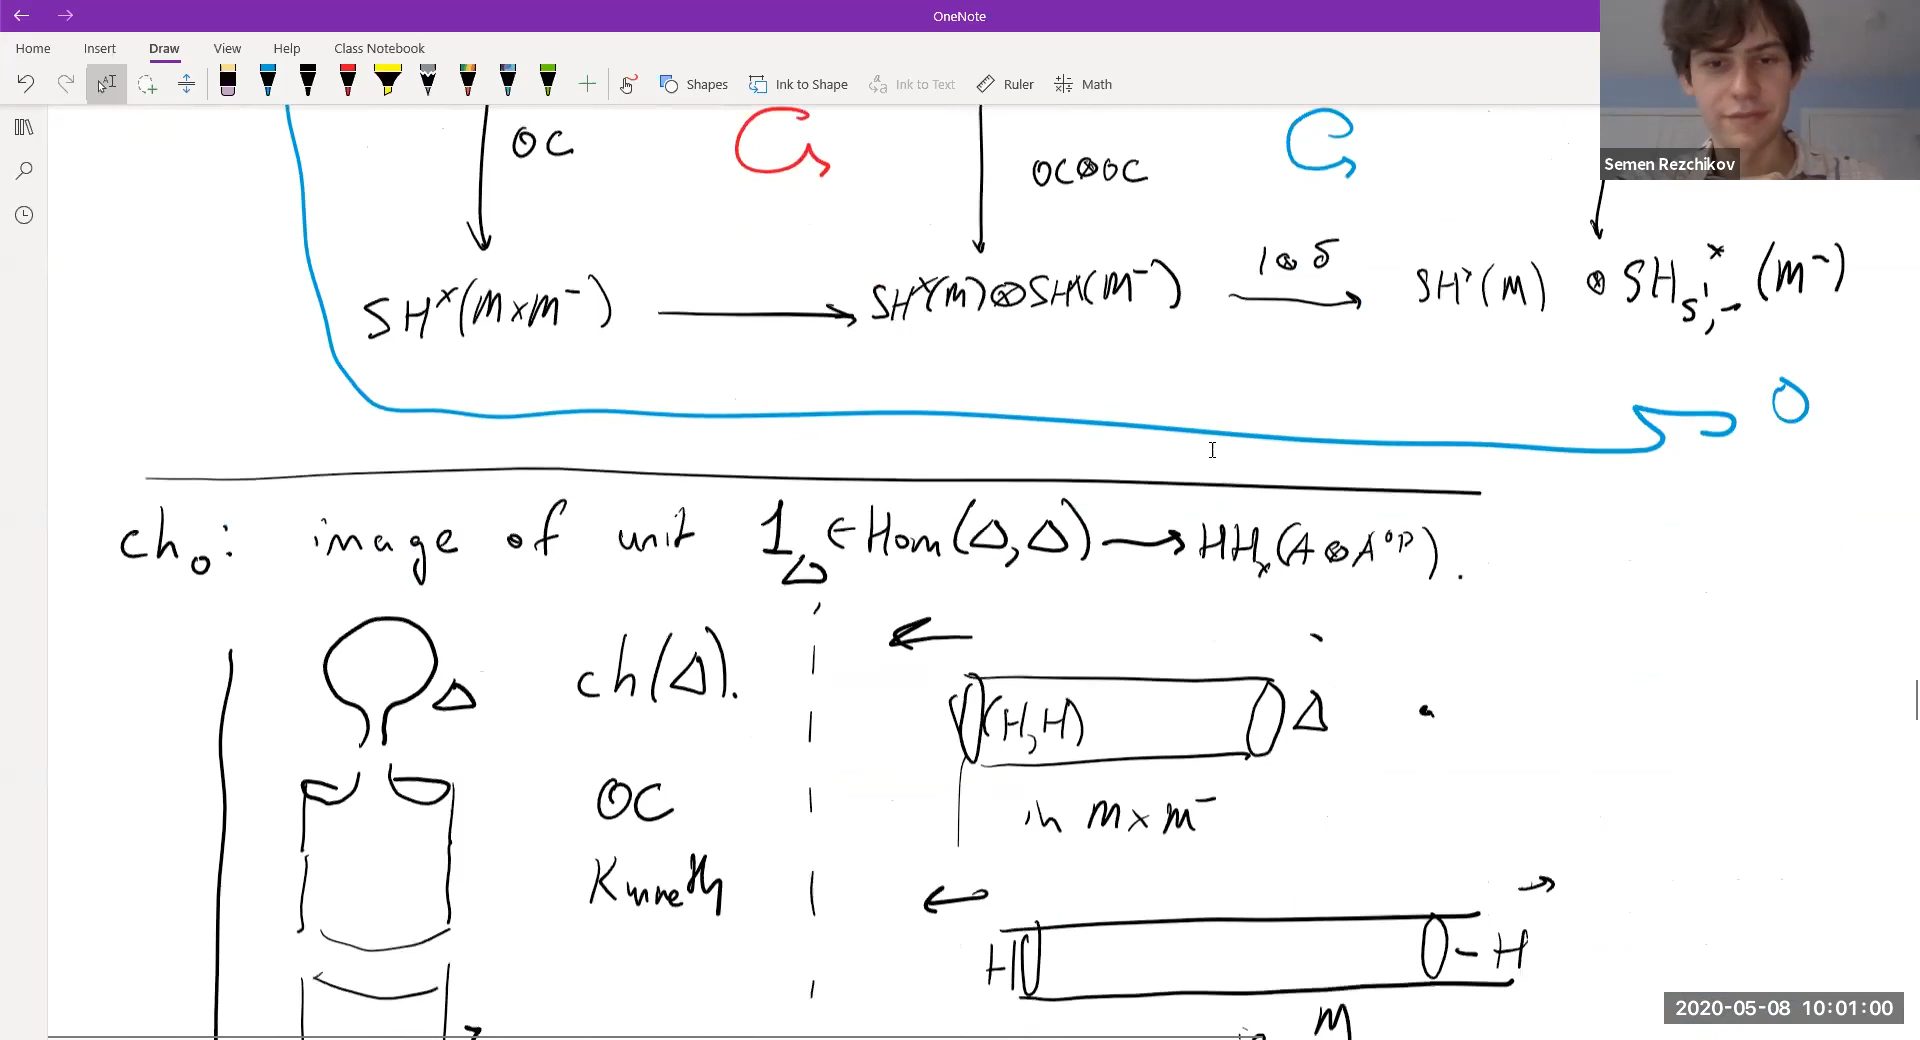 OneNote
Home Insert Draw View Help Class Notebook
Shapes Ink to Shape Ink to Text Ruler Math
Semen Rezchikov
OC OC⊗OC
SH*(M×M⁻) → SH*(M)⊗SH*(M⁻) 1⊗δ → SH*(M) ⊗ SH*_{S¹,-}(M⁻)
0
ch₀: image of unit 1_Δ ∈ Hom(Δ,Δ) → HH_*(A⊗A^op).
Δ ch(Δ). (H,H) Δ
OC in M×M⁻
Kunneth
H -H
M
2020-05-08 10:01:00